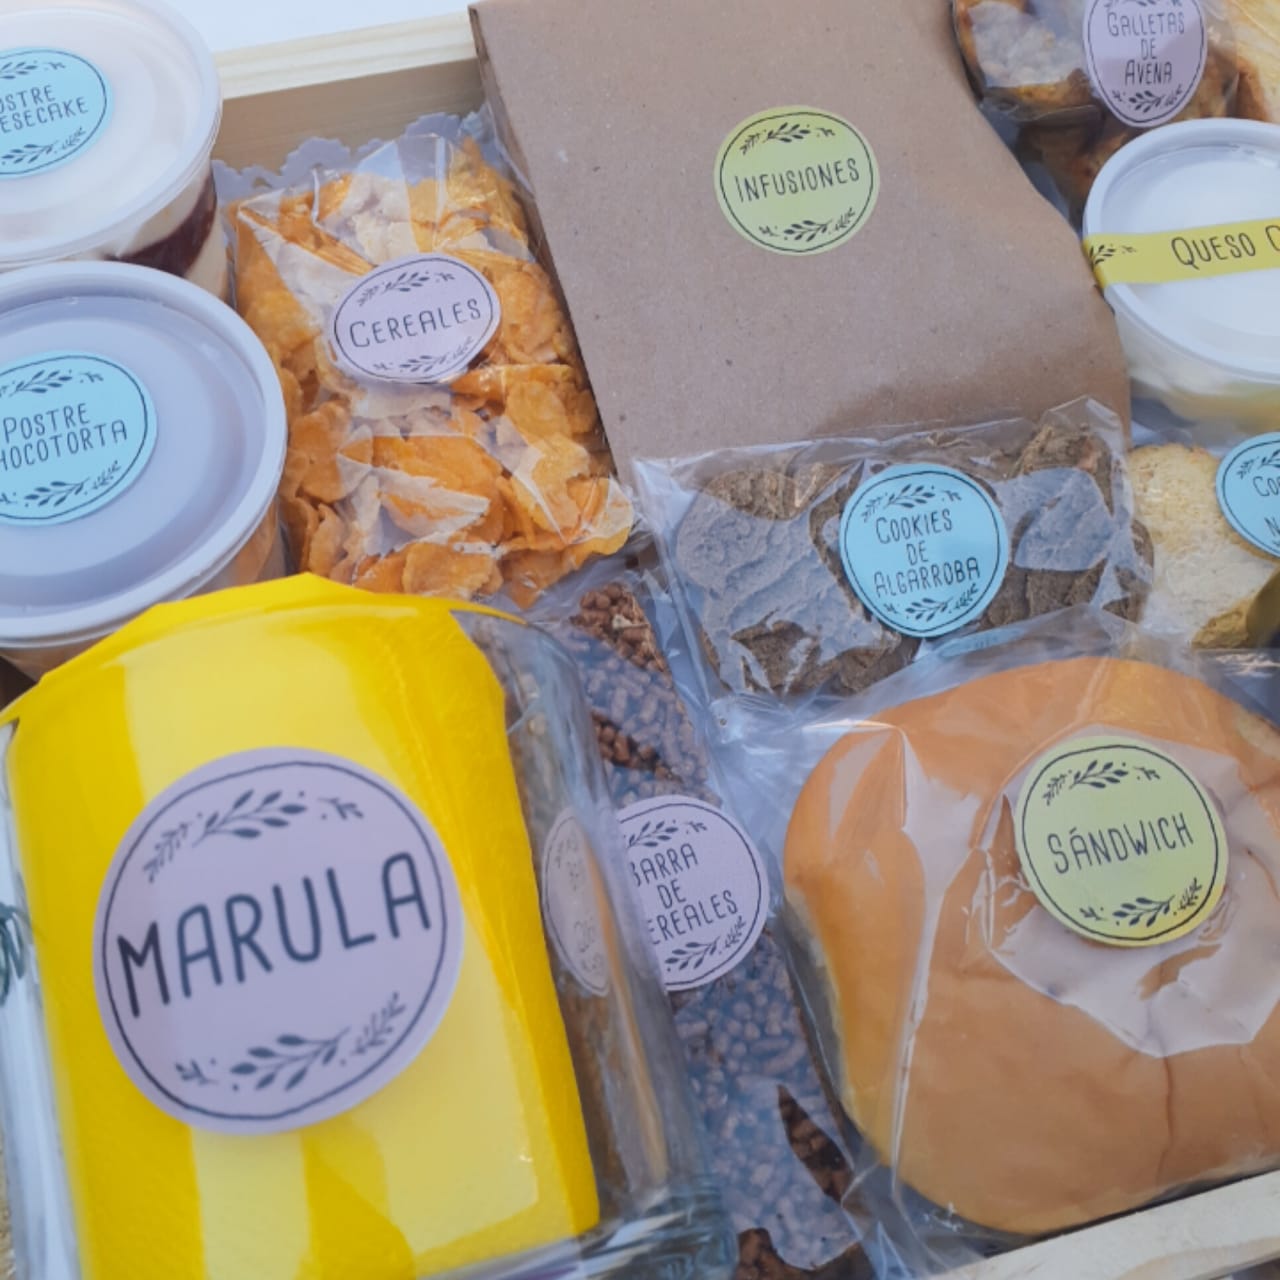 GALLETAS
DE
AVENA
POSTRE
CHEESECAKE
INFUSIONES
QUESO
CEREALES
POSTRE
CHOCOTORTA
COOKIES
DE
ALGARROBA
SÁNDWICH
BARRA
DE
CEREALES
MARULA